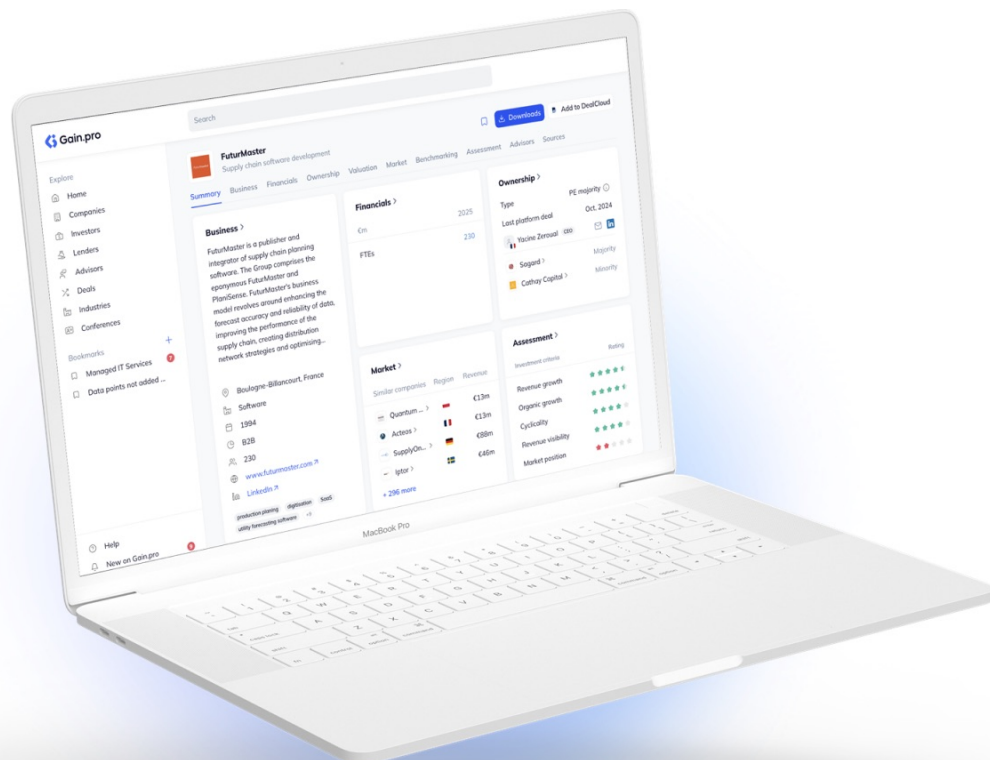 Gain.pro
Search
Explore
Home
Companies
Investors
Lenders
Advisors
Deals
Industries
Conferences
Bookmarks +
Managed IT Services 7
Data points not added ...
Help
New on Gain.pro
FuturMaster
Supply chain software development
Downloads
Add to DealCloud
Summary Business Financials Ownership Valuation Market Benchmarking Assessment Advisors Sources
Business >
FuturMaster is a publisher and
integrator of supply chain planning
software. The Group comprises the
eponymous FuturMaster and
PlaniSense. FuturMaster's business
model revolves around enhancing the
forecast accuracy and reliability of data,
improving the performance of the
supply chain, creating distribution
network strategies and optimising...
Boulogne-Billancourt, France
Software
1994
B2B
230
www.futurmaster.com
LinkedIn
production planing digitisation SaaS
utility forecasting software
Financials >
€m 2025
FTEs 230
Ownership >
Type PE majority
Last platform deal Oct. 2024
Yacine Zeroual CEO
Sagard > Majority
Cathay Capital > Minority
Market >
Similar companies Region Revenue
Quantum ... > €13m
Acteos > €13m
SupplyOn... > €88m
Iptor > €46m
+ 296 more
Assessment >
Investment criteria Rating
Revenue growth
Organic growth
Cyclicality
Revenue visibility
Market position
MacBook Pro
Q W E R T Y U I O P
A S D F G H J K L
Z X C V B N M
control option command
command option